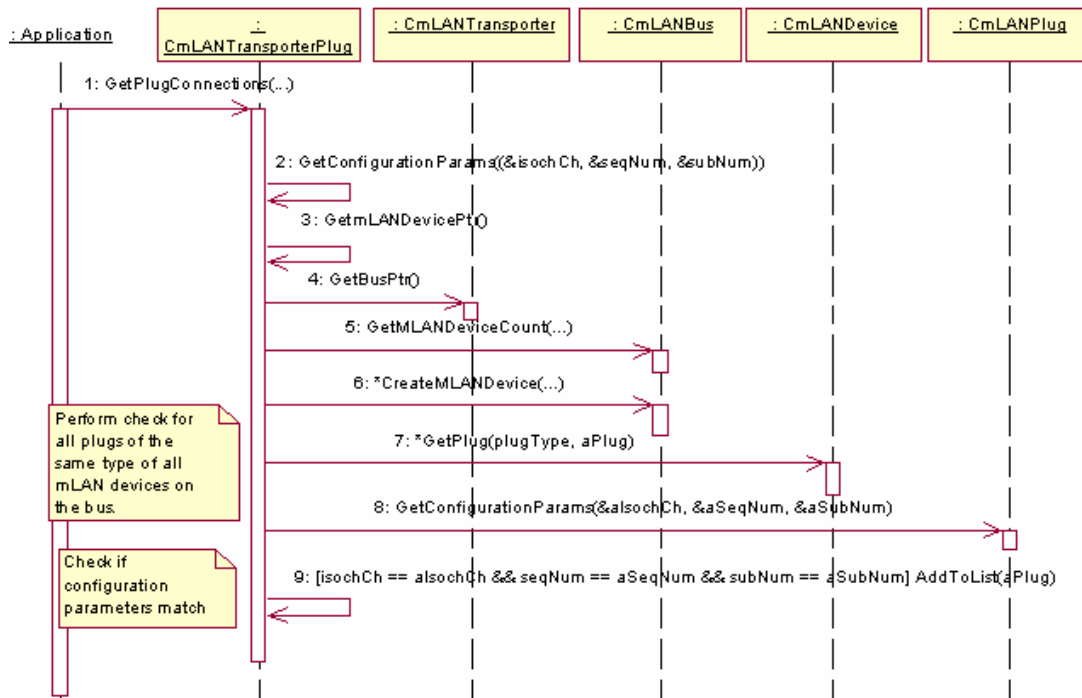 : Application
:
CmLANTransporterPlug
: CmLANTransporter
: CmLANBus
: CmLANDevice
: CmLANPlug
1: GetPlugConnections(...)
2: GetConfigurationParams((&isochCh, &seqNum, &subNum))
3: GetmLANDevicePtr()
4: GetBusPtr()
5: GetMLANDeviceCount(...)
6: *CreateMLANDevice(...)
Perform check for
all plugs of the
same type of all
mLAN devices on
the bus.
7: *GetPlug(plugType, aPlug)
8: GetConfigurationParams(&aIsochCh, &aSeqNum, &aSubNum)
Check if
configuration
parameters match
9: [isochCh == aIsochCh && seqNum == aSeqNum && subNum == aSubNum] AddToList(aPlug)